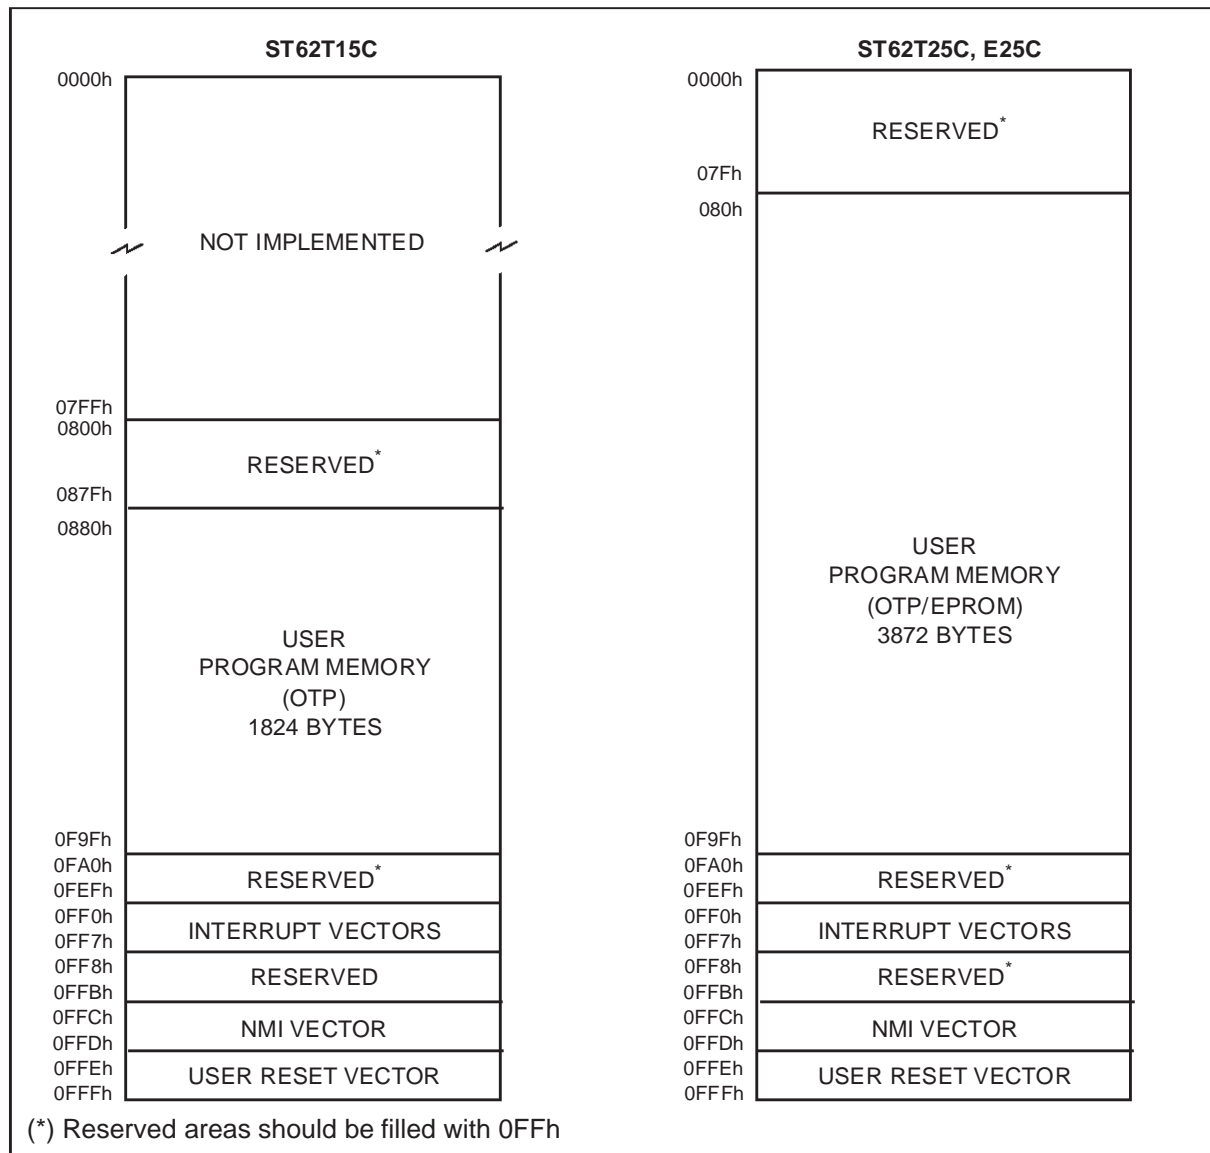 ST62T15C
0000h
NOT IMPLEMENTED
07FFh
0800h
RESERVED*
087Fh
0880h
USER
PROGRAM MEMORY
(OTP)
1824 BYTES
0F9Fh
0FA0h
RESERVED*
0FEFh
0FF0h
INTERRUPT VECTORS
0FF7h
0FF8h
RESERVED
0FFBh
0FFCh
NMI VECTOR
0FFDh
0FFEh
USER RESET VECTOR
0FFFh
ST62T25C, E25C
0000h
RESERVED*
07Fh
080h
USER
PROGRAM MEMORY
(OTP/EPROM)
3872 BYTES
0F9Fh
0FA0h
RESERVED*
0FEFh
0FF0h
INTERRUPT VECTORS
0FF7h
0FF8h
RESERVED*
0FFBh
0FFCh
NMI VECTOR
0FFDh
0FFEh
USER RESET VECTOR
0FFFh
(*) Reserved areas should be filled with 0FFh